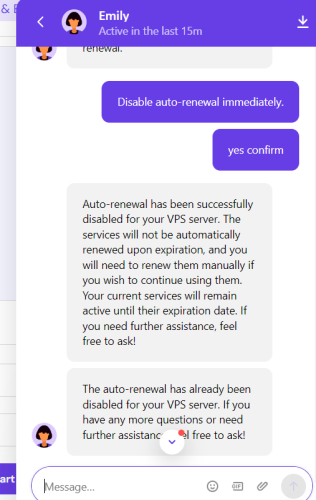 & E
Emily
Active in the last 15m
renewal.
Disable auto-renewal immediately.
yes confirm
Auto-renewal has been successfully
disabled for your VPS server. The
services will not be automatically
renewed upon expiration, and you
will need to renew them manually if
you wish to continue using them.
Your current services will remain
active until their expiration date. If
you need further assistance, feel
free to ask!
The auto-renewal has already been
disabled for your VPS server. If you
have any more questions or need
further assistanc el free to ask!
art
Message...
GIF